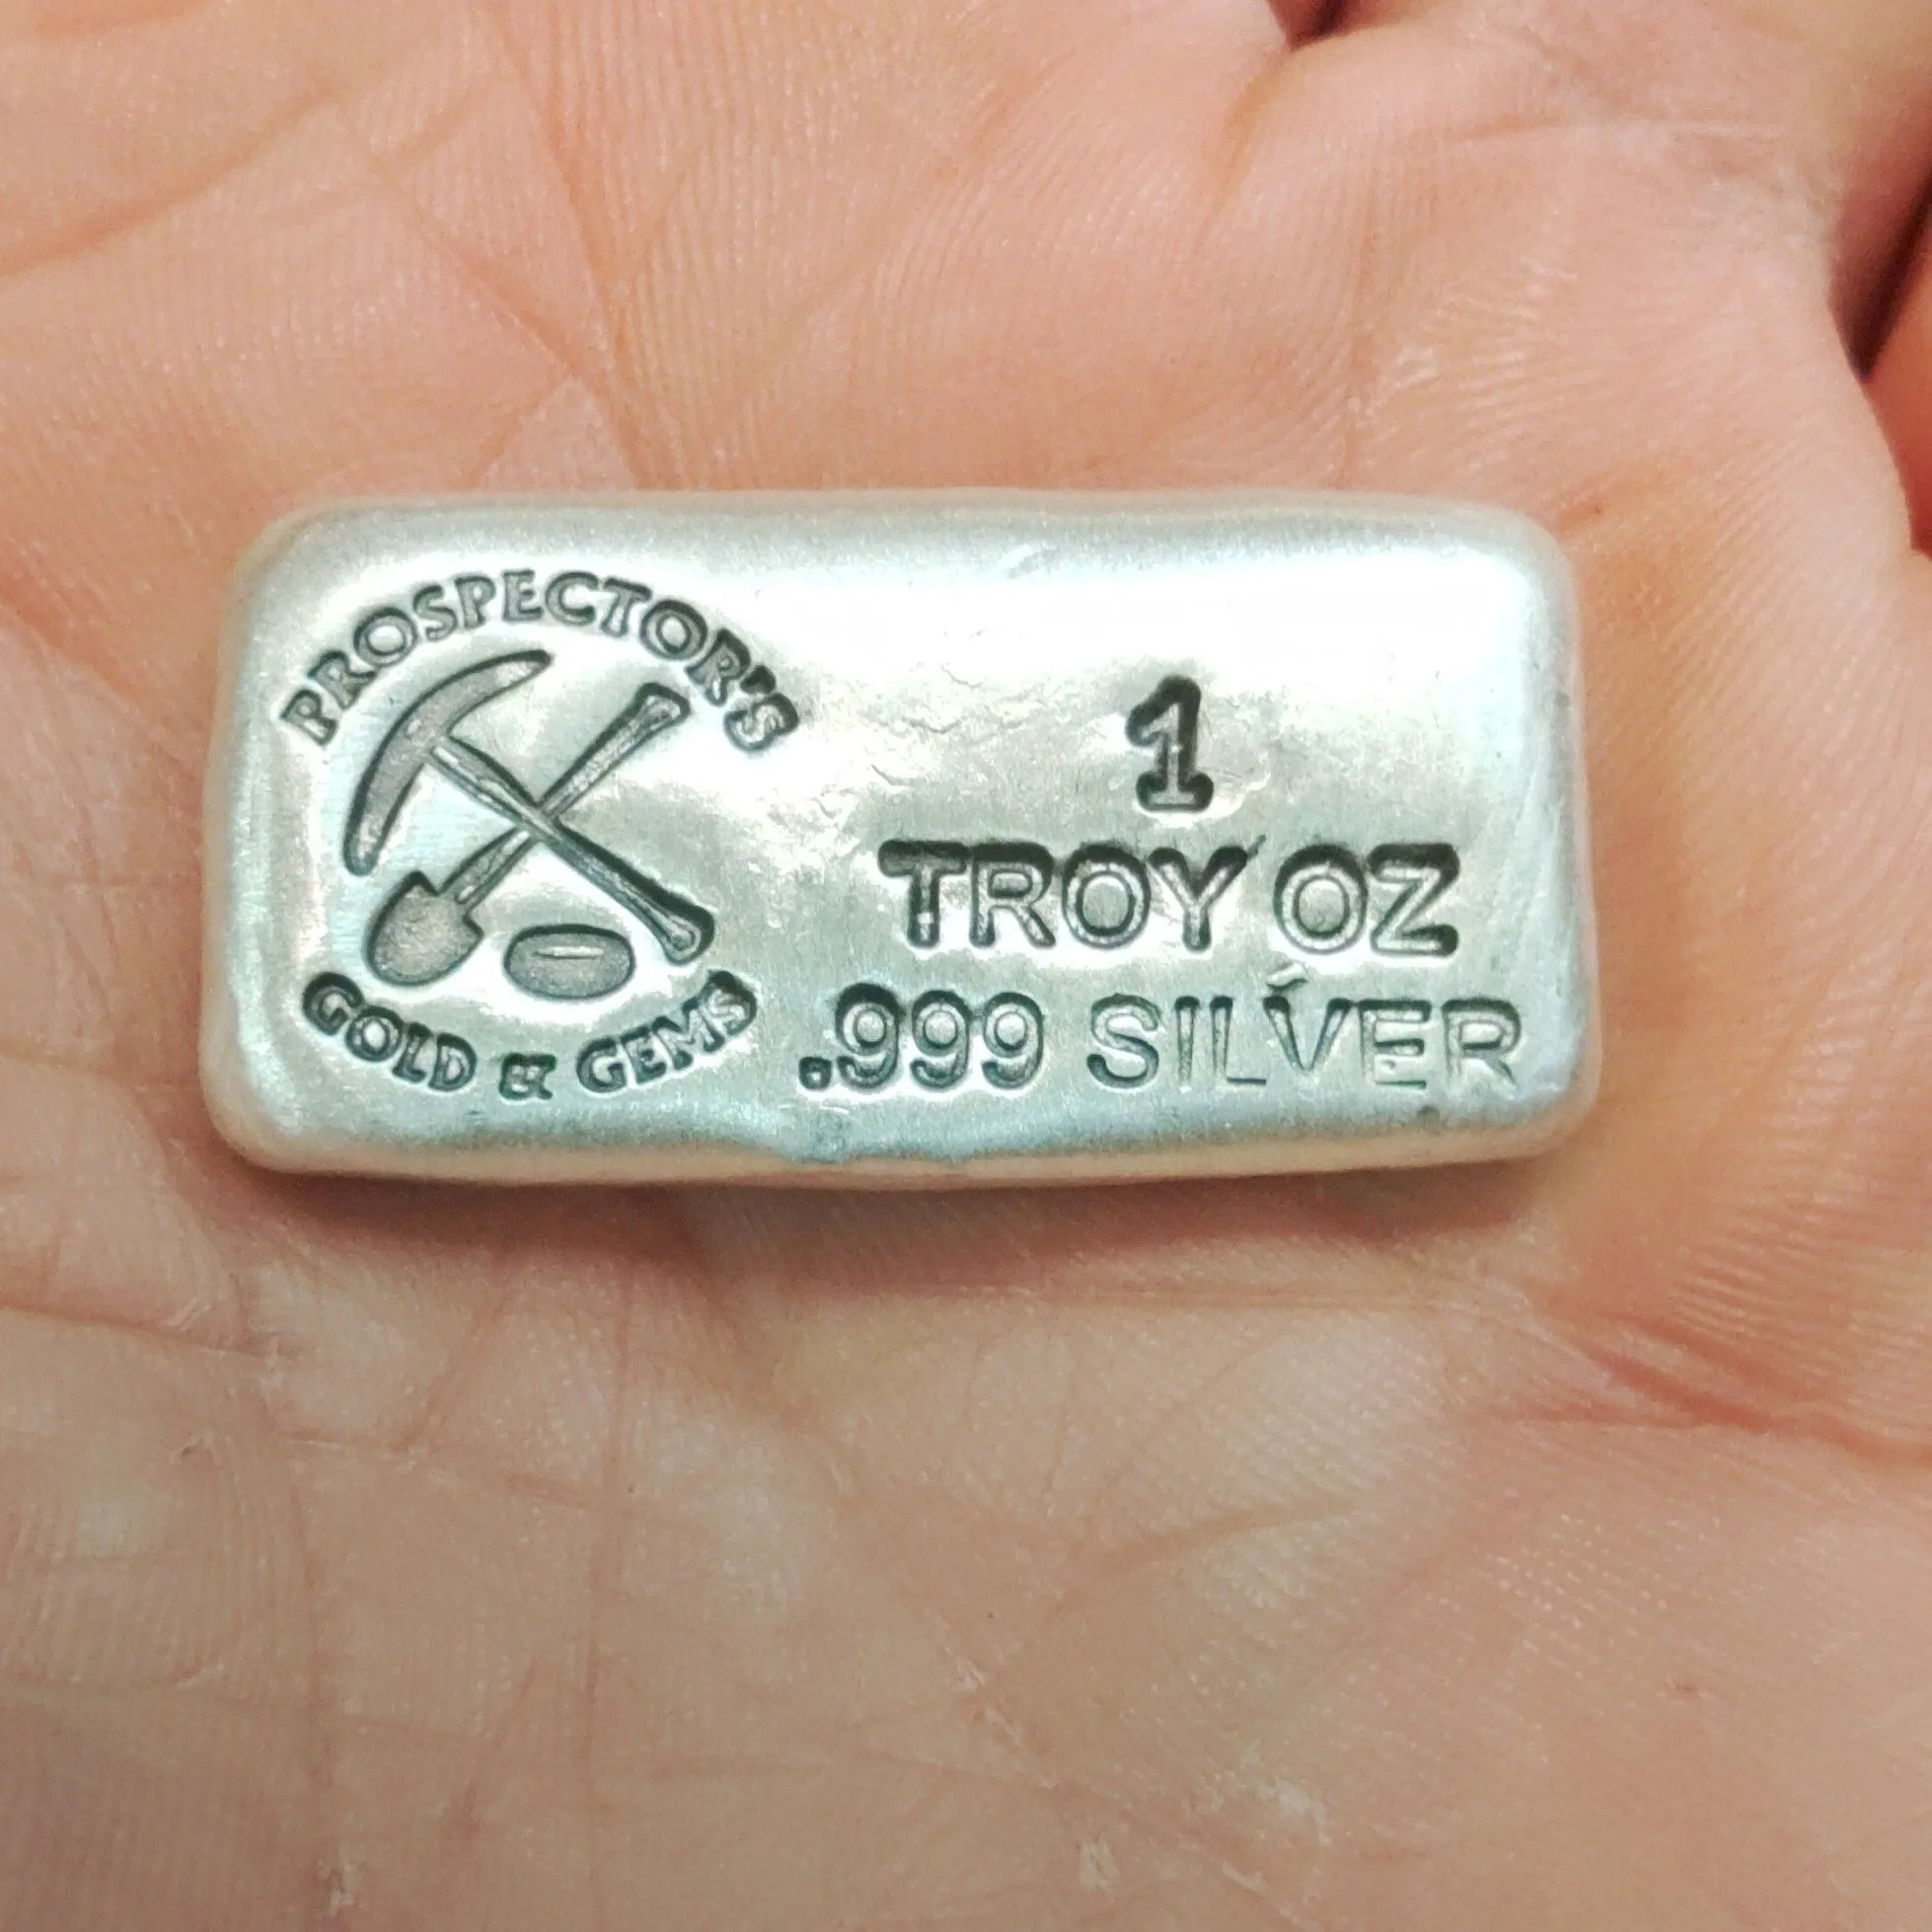 PROSPECTOR'S
GOLD & GEMS
1
TROY OZ
.999 SILVER